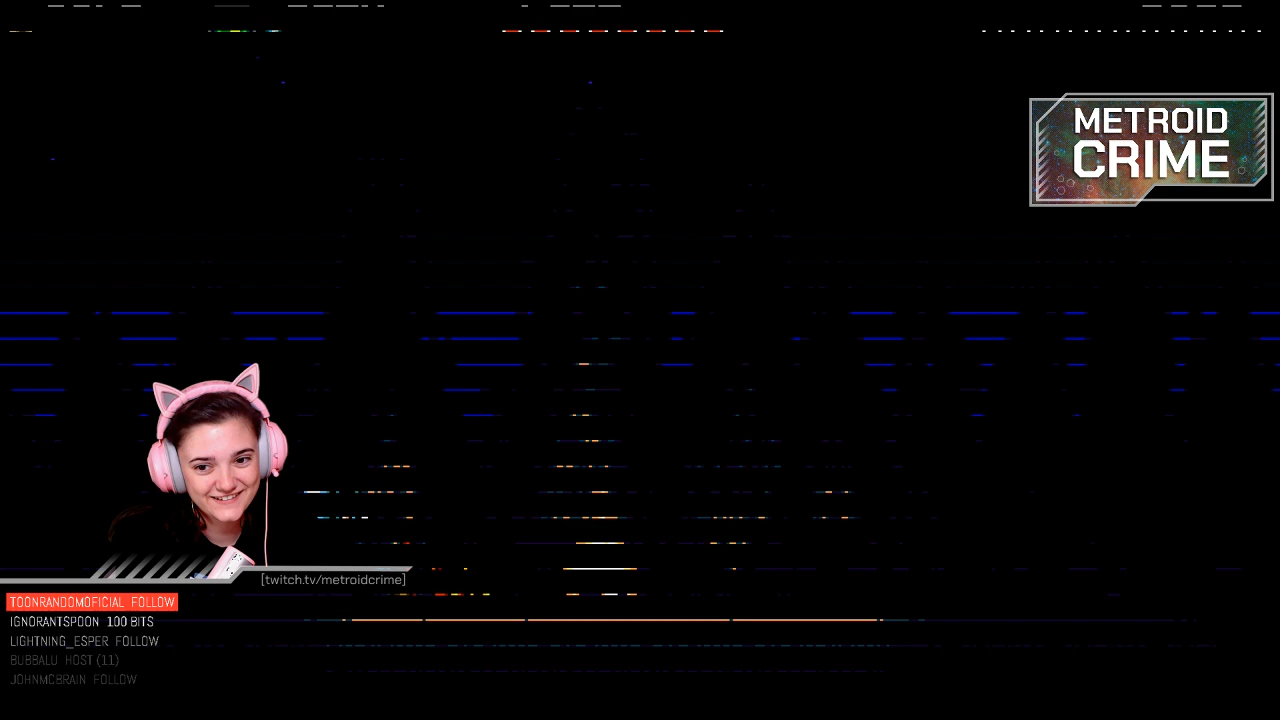 METROID
CRIME
[twitch.tv/metroidcrime]
TOONRANDOMOFICIAL FOLLOW
IGNORANTSPOON 100 BITS
LIGHTNING_ESPER FOLLOW
BUBBALU HOST (11)
JOHNMCBRAIN FOLLOW